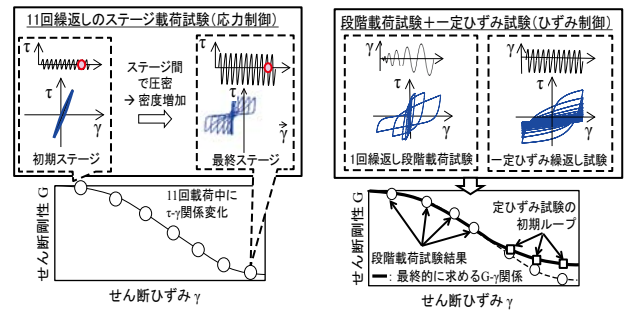 11回繰返しのステージ載荷試験(応力制御)
τ
τ
γ
初期ステージ
ステージ間
で圧密
→ 密度増加
τ
τ
γ
最終ステージ
せん断剛性 G
11回載荷中に
τ-γ関係変化
せん断ひずみ γ
段階載荷試験+一定ひずみ試験(ひずみ制御)
γ
τ
γ
1回繰返し段階載荷試験
γ
τ
γ
一定ひずみ繰返し試験
せん断剛性 G
定ひずみ試験の
初期ループ
段階載荷試験結果
━: 最終的に求めるG-γ関係
せん断ひずみ γ